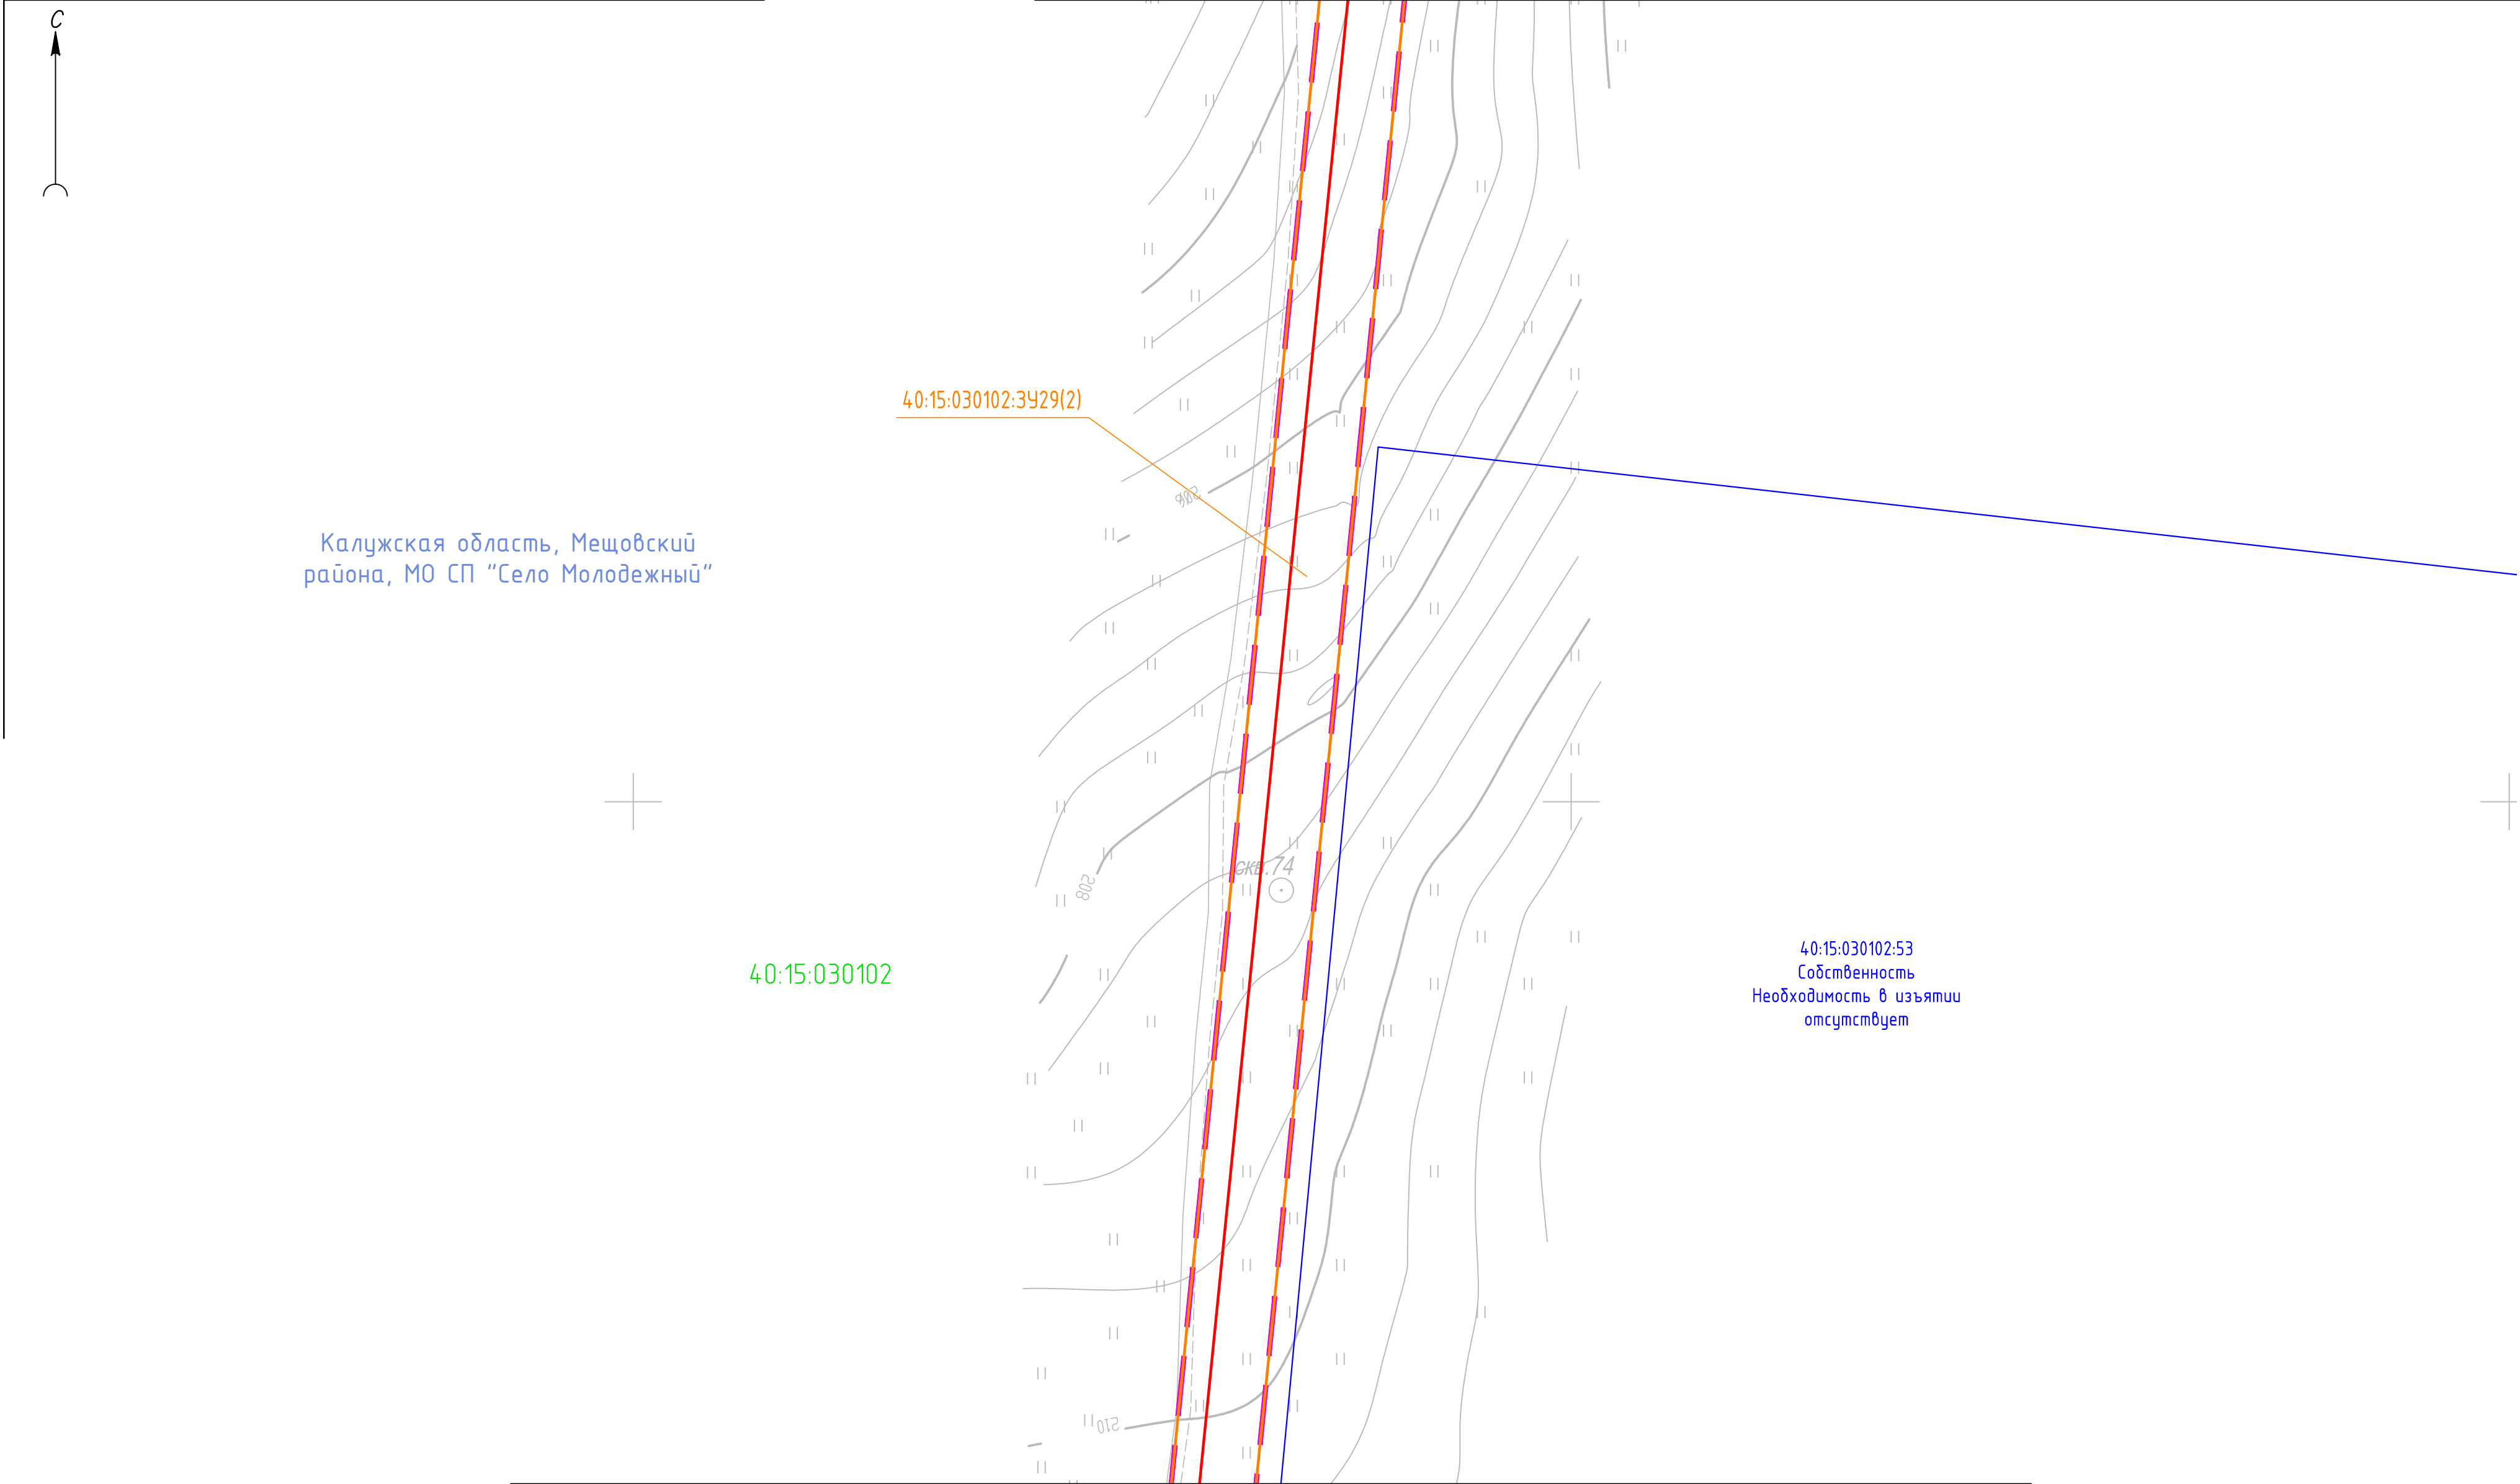 С
40:15:030102:ЗУ29(2)
206
Калужская область, Мещовский
района, МО СП "Село Молодежный"
скв.74
208
40:15:030102
40:15:030102:53
Собственность
Необходимость в изъятии
отсутствует
210